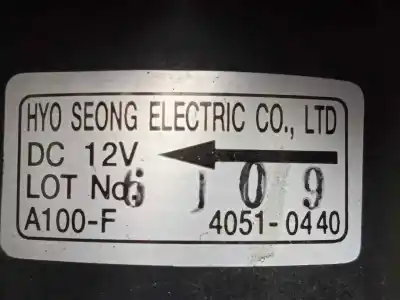 HYO SEONG ELECTRIC CO., LTD
DC 12V
LOT No. 6 J 0 9
A100-F 4051-0440